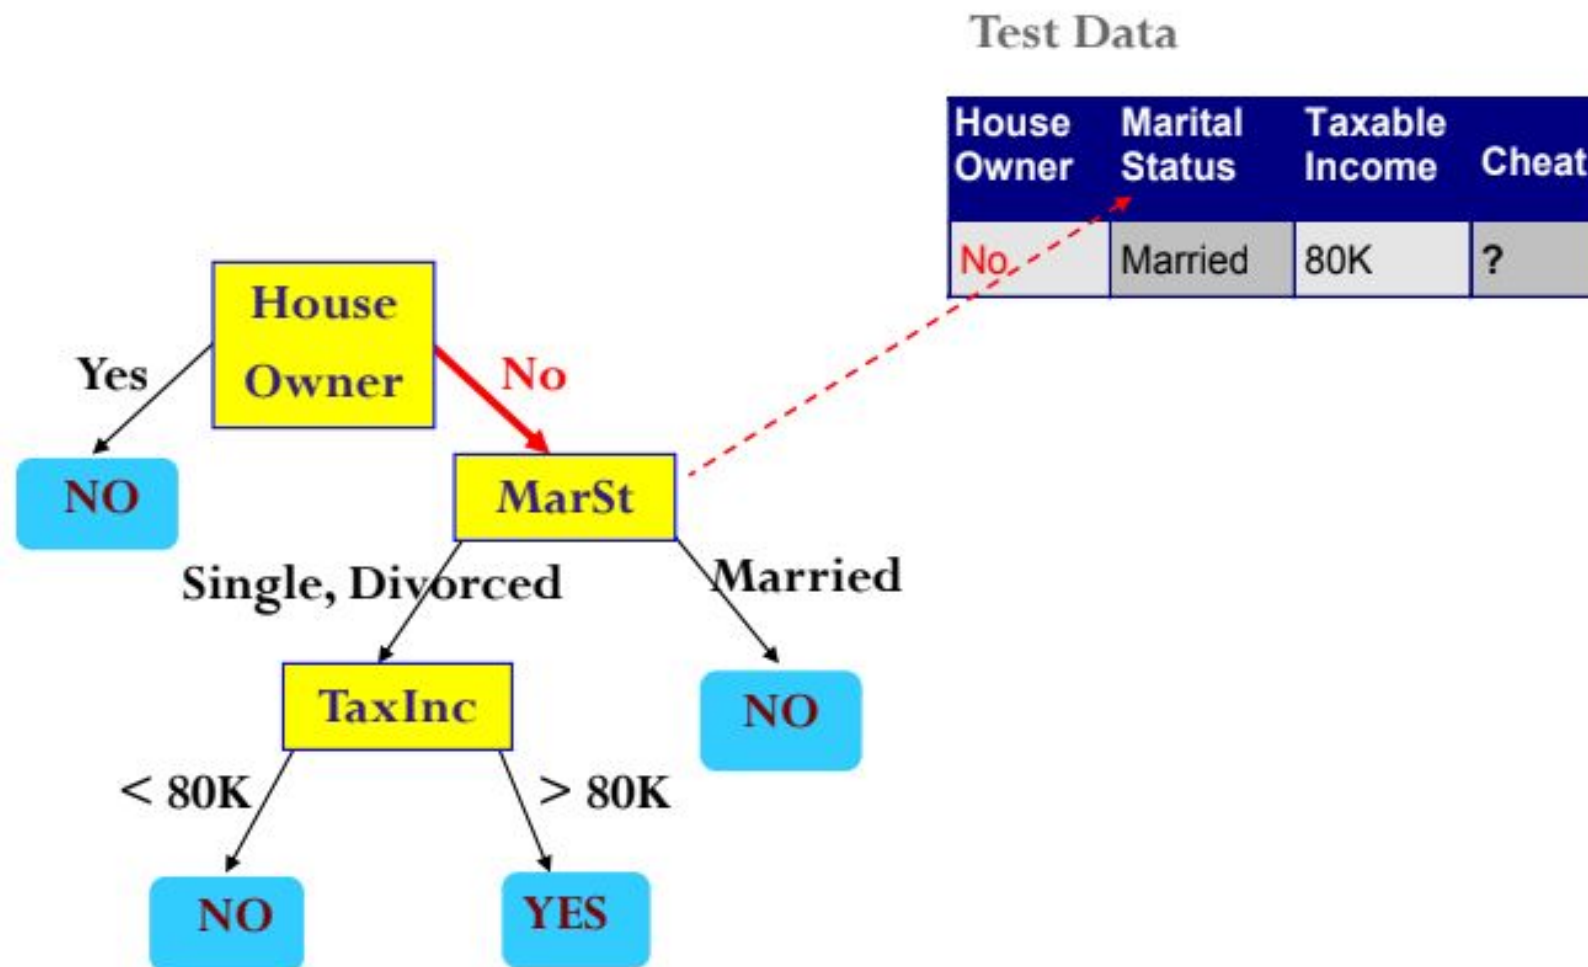 Test Data
House Owner Marital Status Taxable Income Cheat
No Married 80K ?
House
Owner
Yes
No
NO
MarSt
Single, Divorced
Married
TaxInc
NO
< 80K
> 80K
NO
YES